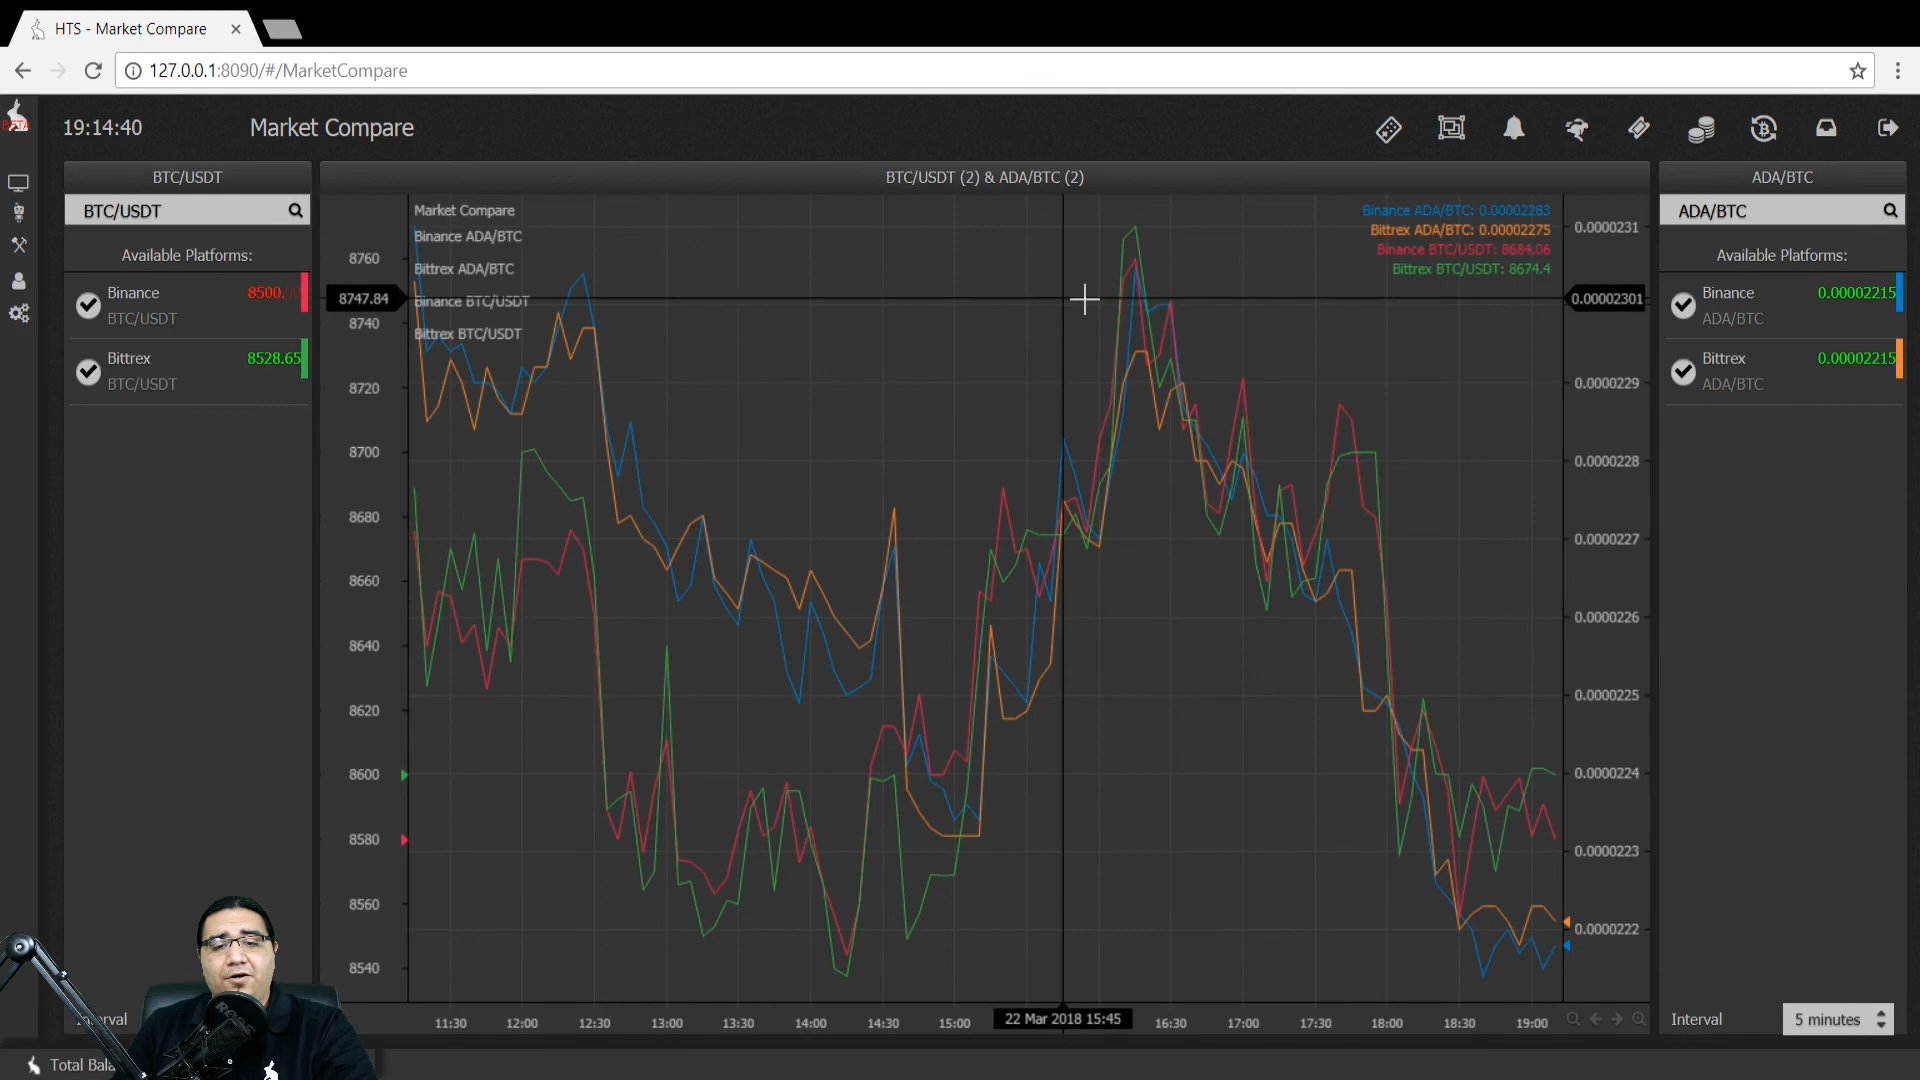 HTS - Market Compare
127.0.0.1:8090/#/MarketCompare
BETA
19:14:40
Market Compare
BTC/USDT
BTC/USDT (2) & ADA/BTC (2)
ADA/BTC
BTC/USDT
Available Platforms:
Binance 8500.
BTC/USDT
Bittrex 8528.65
BTC/USDT
Market Compare
Binance ADA/BTC
Bittrex ADA/BTC
Binance BTC/USDT
Bittrex BTC/USDT
Binance ADA/BTC: 0.00002283
Bittrex ADA/BTC: 0.00002275
Binance BTC/USDT: 8684.06
Bittrex BTC/USDT: 8674.4
8760
8747.84
8740
8720
8700
8680
8660
8640
8620
8600
8580
8560
8540
0.0000231
0.00002301
0.0000229
0.0000228
0.0000227
0.0000226
0.0000225
0.0000224
0.0000223
0.0000222
11:30 12:00 12:30 13:00 13:30 14:00 14:30 15:00 22 Mar 2018 15:45 16:30 17:00 17:30 18:00 18:30 19:00
ADA/BTC
Available Platforms:
Binance 0.00002215
ADA/BTC
Bittrex 0.00002215
ADA/BTC
Interval 5 minutes
Total
RODE